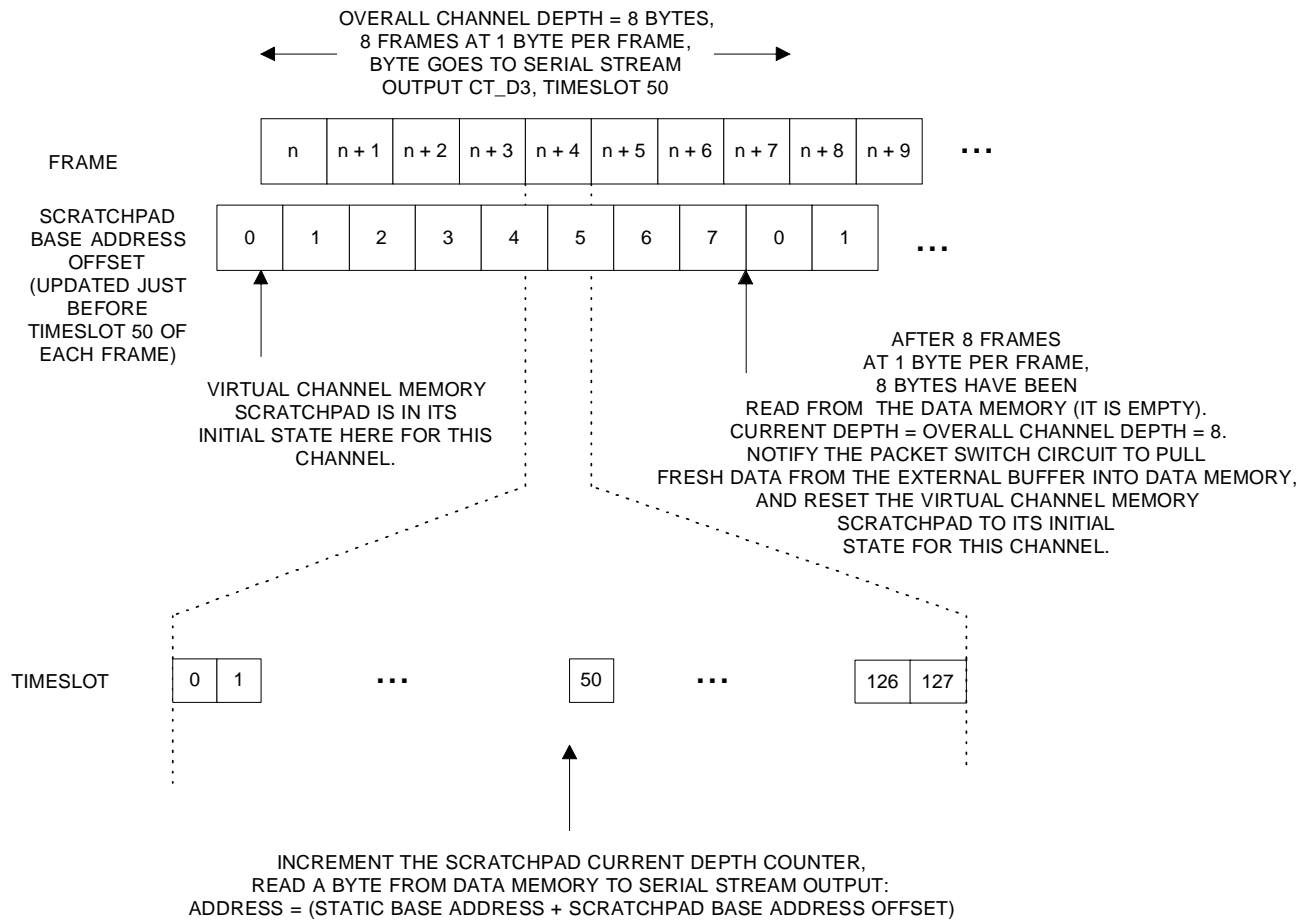 OVERALL CHANNEL DEPTH = 8 BYTES,
8 FRAMES AT 1 BYTE PER FRAME,
BYTE GOES TO SERIAL STREAM
OUTPUT CT_D3, TIMESLOT 50
FRAME
n n + 1 n + 2 n + 3 n + 4 n + 5 n + 6 n + 7 n + 8 n + 9 ...
SCRATCHPAD
BASE ADDRESS
OFFSET
(UPDATED JUST
BEFORE
TIMESLOT 50 OF
EACH FRAME)
0 1 2 3 4 5 6 7 0 1 ...
VIRTUAL CHANNEL MEMORY
SCRATCHPAD IS IN ITS
INITIAL STATE HERE FOR THIS
CHANNEL.
AFTER 8 FRAMES
AT 1 BYTE PER FRAME,
8 BYTES HAVE BEEN
READ FROM THE DATA MEMORY (IT IS EMPTY).
CURRENT DEPTH = OVERALL CHANNEL DEPTH = 8.
NOTIFY THE PACKET SWITCH CIRCUIT TO PULL
FRESH DATA FROM THE EXTERNAL BUFFER INTO DATA MEMORY,
AND RESET THE VIRTUAL CHANNEL MEMORY
SCRATCHPAD TO ITS INITIAL
STATE FOR THIS CHANNEL.
TIMESLOT
0 1 ... 50 ... 126 127
INCREMENT THE SCRATCHPAD CURRENT DEPTH COUNTER,
READ A BYTE FROM DATA MEMORY TO SERIAL STREAM OUTPUT:
ADDRESS = (STATIC BASE ADDRESS + SCRATCHPAD BASE ADDRESS OFFSET)